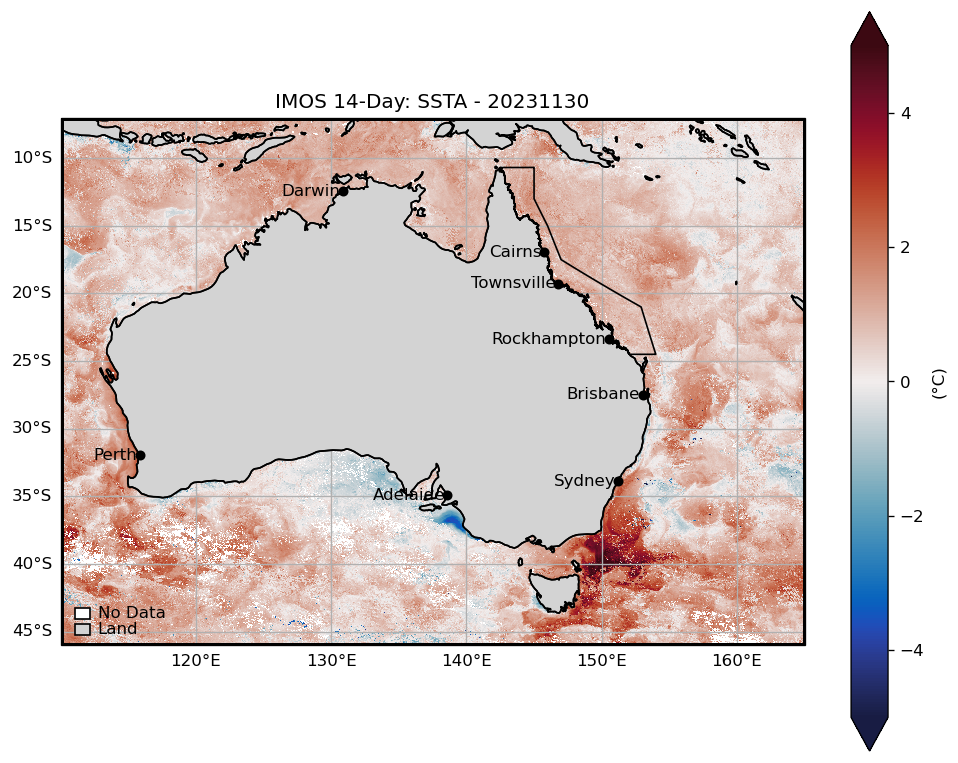 IMOS 14-Day: SSTA - 20231130
10°S
15°S
20°S
25°S
30°S
35°S
40°S
45°S
Darwin
Cairns
Townsville
Rockhampton
Brisbane
Perth
Sydney
Adelaide
No Data
Land
120°E 130°E 140°E 150°E 160°E
4
2
0
−2
−4
(°C)